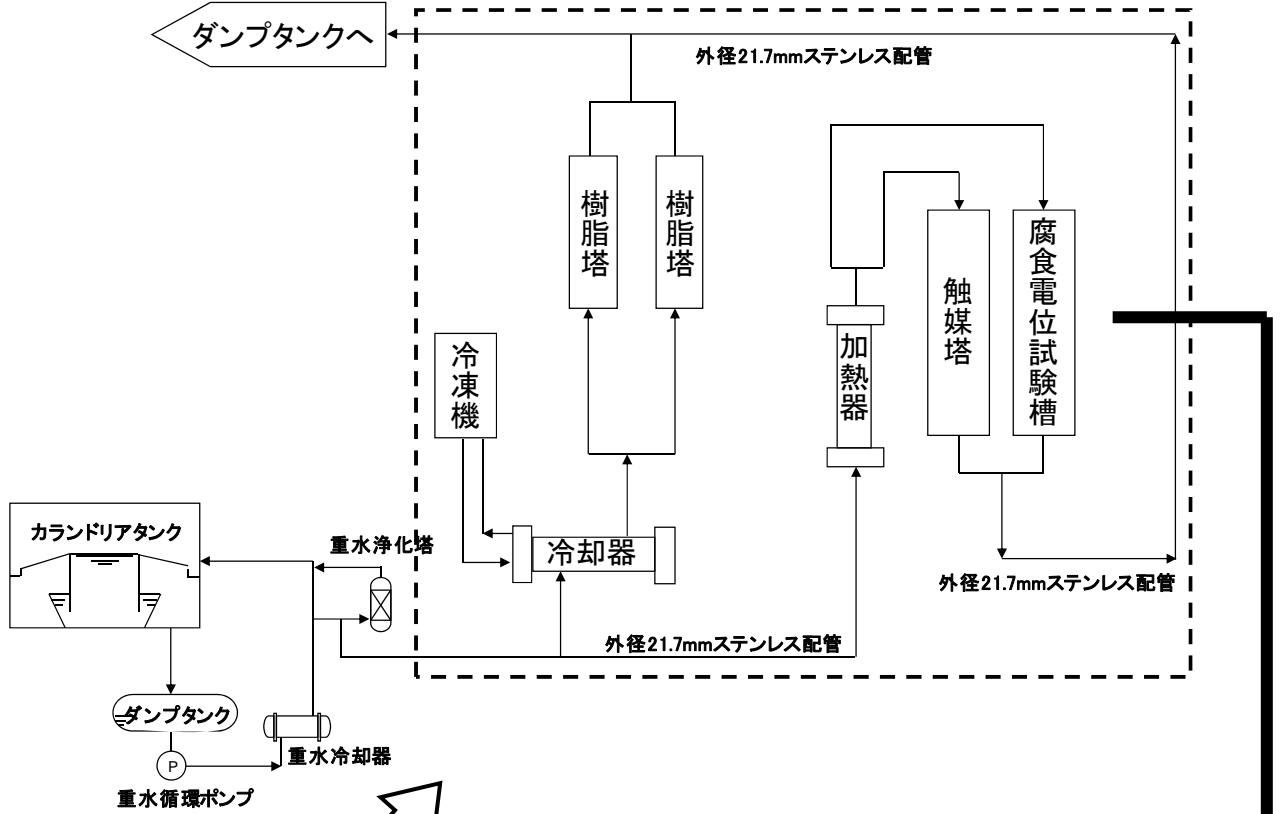 ダンプタンクへ
外径21.7mmステンレス配管
樹脂塔
樹脂塔
触媒塔
腐食電位試験槽
加熱器
冷凍機
冷却器
カランドリアタンク
重水浄化塔
外径21.7mmステンレス配管
外径21.7mmステンレス配管
ダンプタンク
重水冷却器
P
重水循環ポンプ